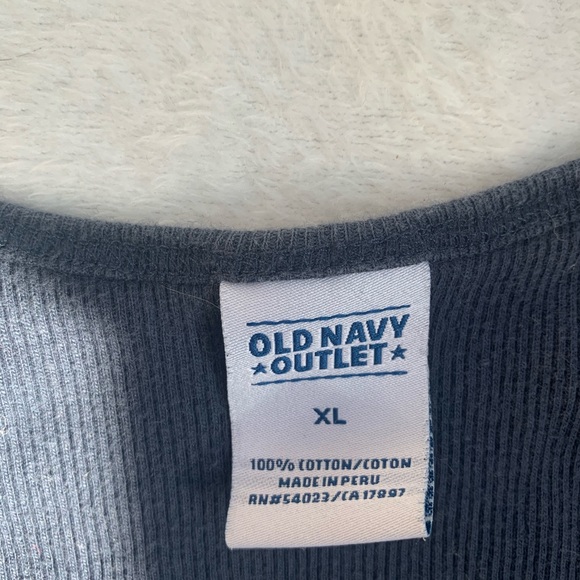 OLD NAVY
★ OUTLET ★
XL
100% COTTON/COTON
MADE IN PERU
RN#54023/CA 17897